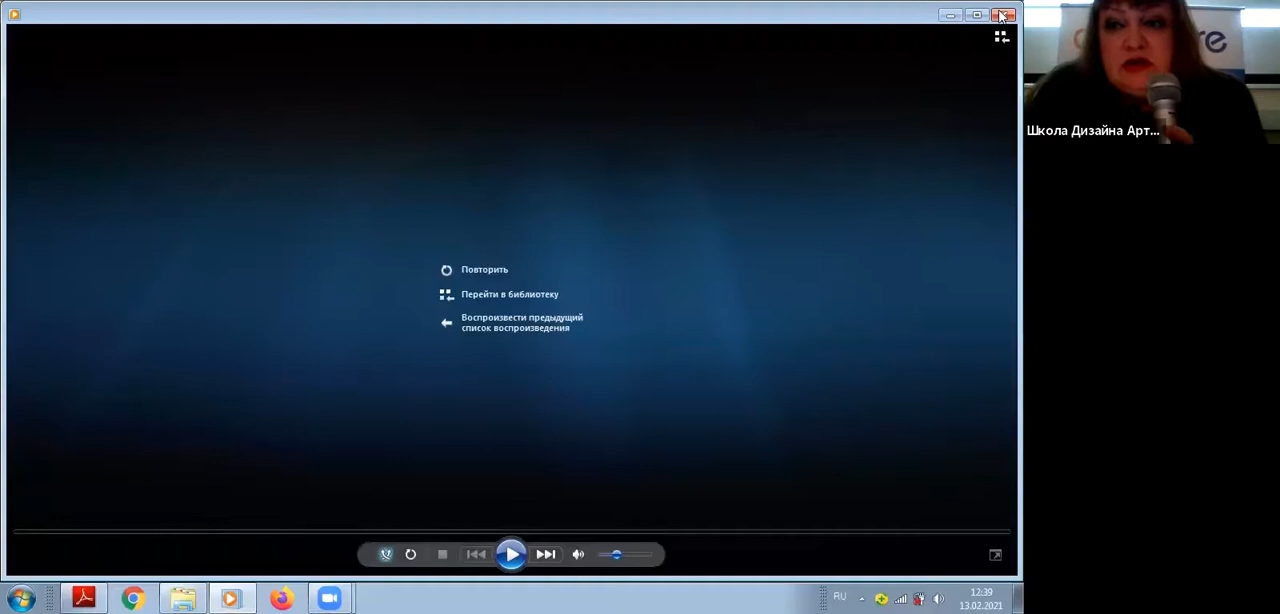 Школа Дизайна Арт...
Повторить
Перейти в библиотеку
Воспроизвести предыдущий
список воспроизведения
RU
12:39
13.02.2021